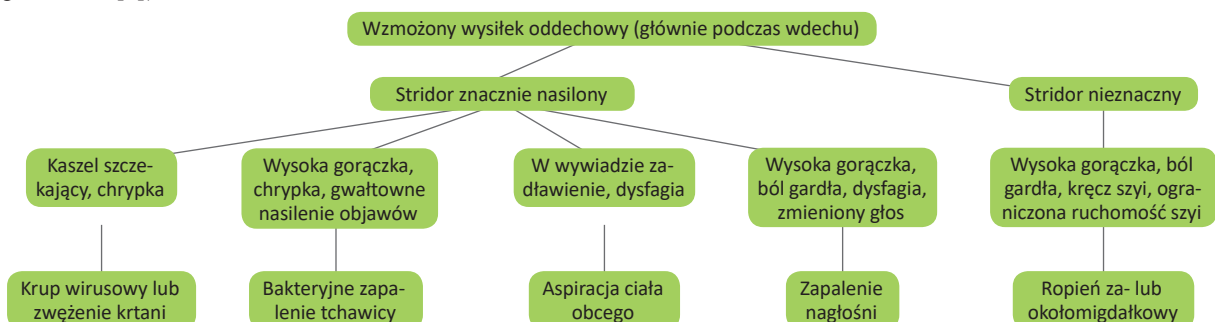 Wzmożony wysiłek oddechowy (głównie podczas wdechu)
Stridor znacznie nasilony
Stridor nieznaczny
Kaszel szcze-
kający, chrypka
Wysoka gorączka,
chrypka, gwałtowne
nasilenie objawów
W wywiadzie za-
dławienie, dysfagia
Wysoka gorączka,
ból gardła, dysfagia,
zmieniony głos
Wysoka gorączka, ból
gardła, kręcz szyi, ogra-
niczona ruchomość szyi
Krup wirusowy lub
zwężenie krtani
Bakteryjne zapa-
lenie tchawicy
Aspiracja ciała
obcego
Zapalenie
nagłośni
Ropień za- lub
okołomigdałkowy